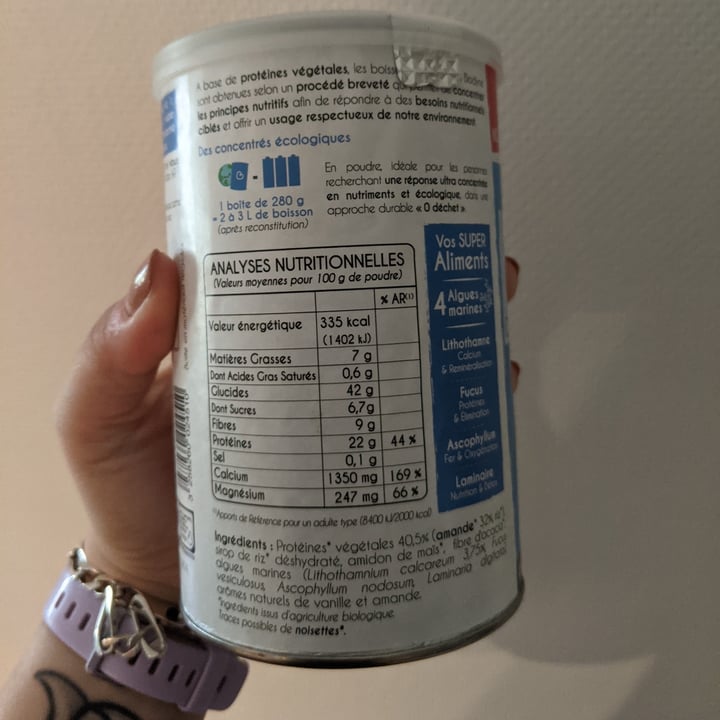 A base de protéines végétales, les boiss
sont obtenues selon un procédé breveté concentrer
les principes nutritifs afin de répondre à des besoins nutritionnels
ciblés et offrir un usage respectueux de notre environnement
Des concentrés écologiques
En poudre, idéale pour les personnes
recherchant une réponse ultra concentrée
en nutriments et écologique, dans une
approche durable « 0 déchet ».
1 boîte de 280 g
= 2 à 3 L de boisson
(après reconstitution)
ANALYSES NUTRITIONNELLES
(Valeurs moyennes pour 100 g de poudre)
% AR(1)
Valeur énergétique 335 kcal
(1402 kJ)
Matières Grasses 7 g
Dont Acides Gras Saturés 0,6 g
Glucides 42 g
Dont Sucres 6,7g
Fibres 9 g
Protéines 22 g 44 %
Sel 0,1 g
Calcium 1350 mg 169 %
Magnésium 247 mg 66 %
(1)Apports de Référence pour un adulte type (8400 kJ/2000 kcal)
Vos SUPER
Aliments
4 Algues
marines
Lithothamne
Calcium
& Reminéralisation
Fucus
Protéines
& Elimination
Ascophyllum
Fer & Oxygénation
Laminaire
Nutrition & Détox
Ingrédients : Protéines* végétales 40,5% (amande* 32%, riz*),
sirop de riz* déshydraté, amidon de maïs*, fibre d'acacia*,
algues marines (Lithothamnium calcareum 3,75%, Fucus
vesiculosus, Ascophyllum nodosum, Laminaria digitata)
arômes naturels de vanille et amande.
*Ingrédients issus d'agriculture biologique.
Traces possibles de noisettes*.